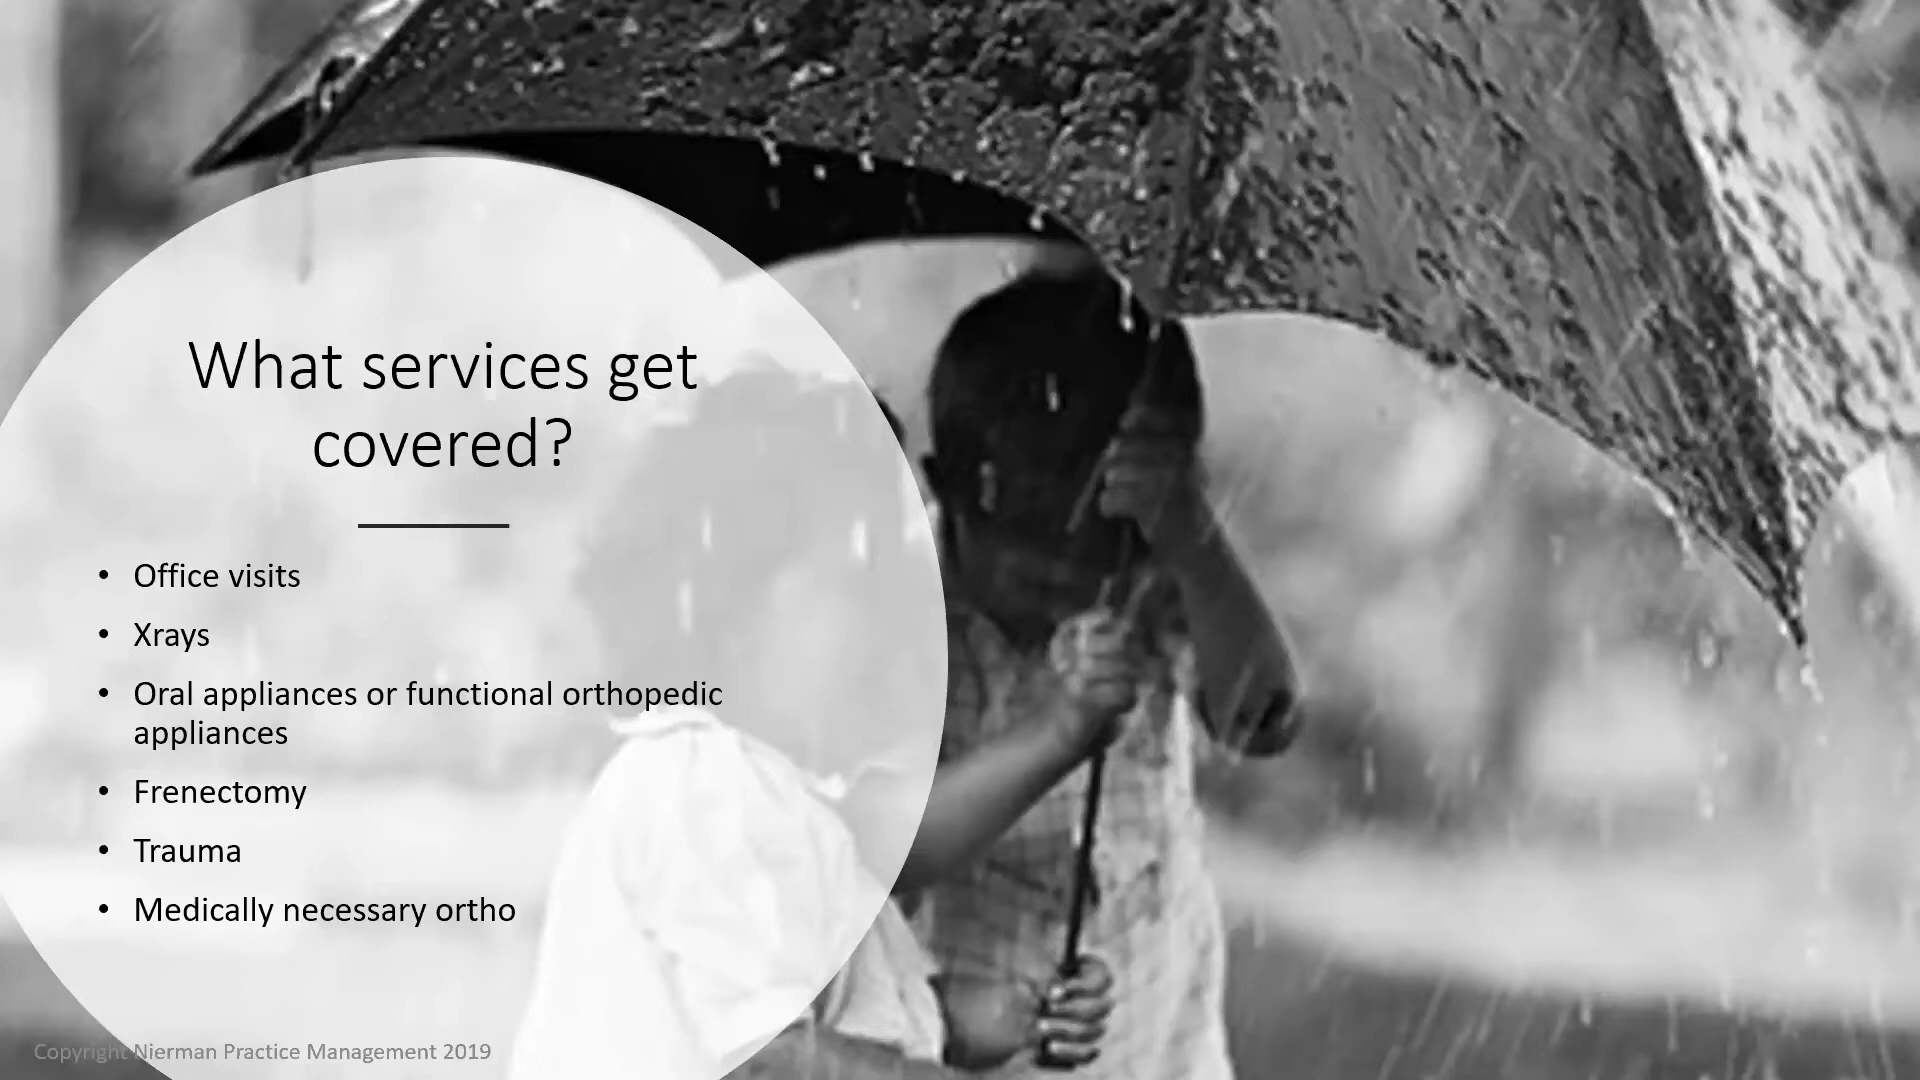 What services get
covered?
• Office visits
• Xrays
• Oral appliances or functional orthopedic
appliances
• Frenectomy
• Trauma
• Medically necessary ortho
Copyright Nierman Practice Management 2019